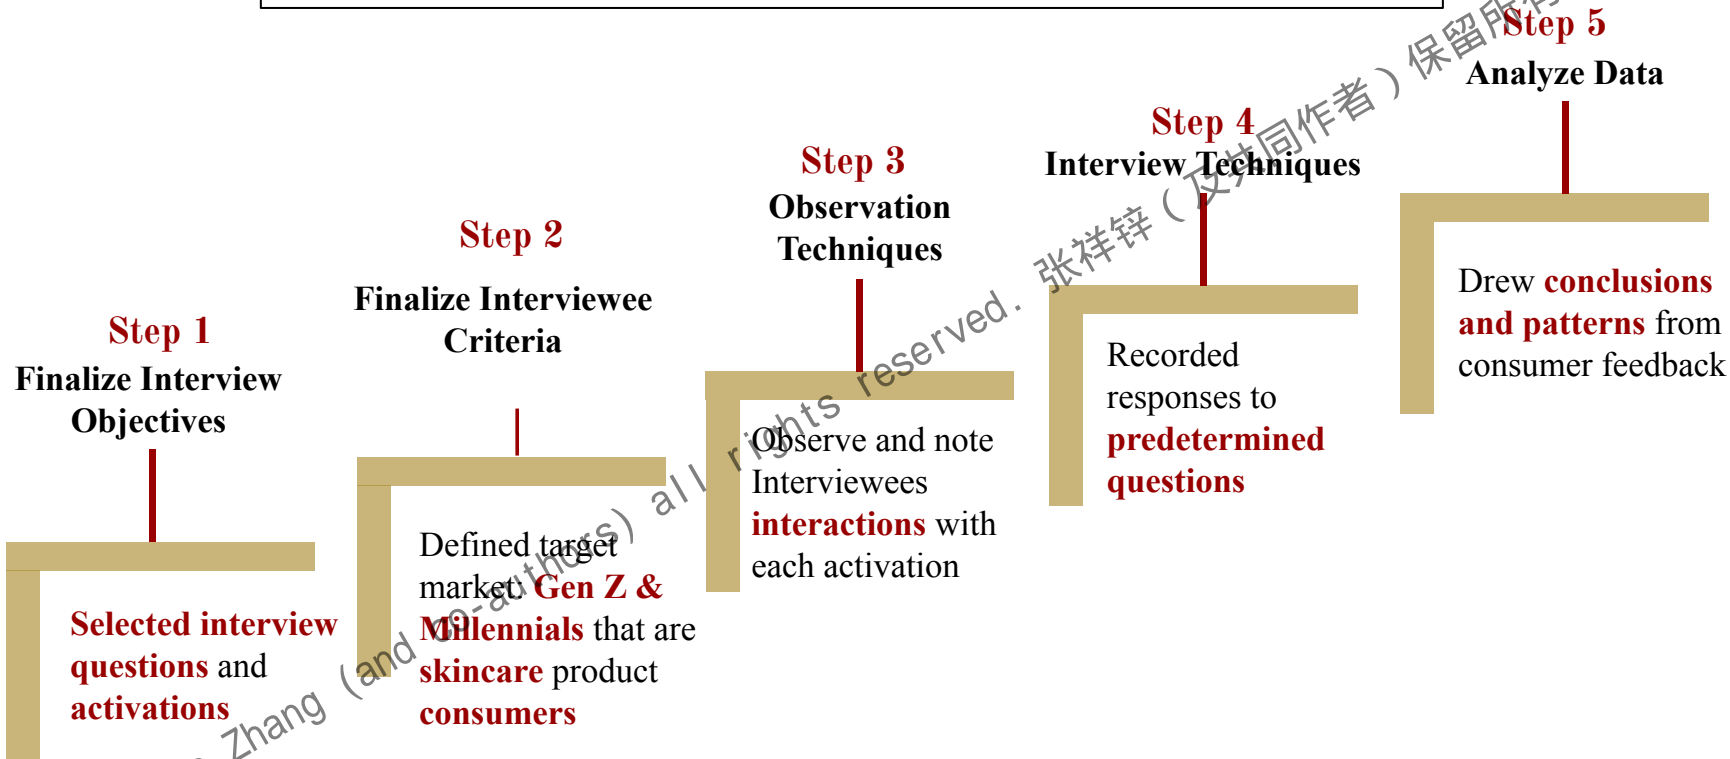 Step 1
Finalize Interview
Objectives
Selected interview
questions and
activations
Step 2
Finalize Interviewee
Criteria
Defined target
market: Gen Z &
Millennials that are
skincare product
consumers
Step 3
Observation
Techniques
Observe and note
Interviewees
interactions with
each activation
Step 4
Interview Techniques
Recorded
responses to
predetermined
questions
Step 5
Analyze Data
Drew conclusions
and patterns from
consumer feedback
Zhang (and co-authors) all rights reserved. 张祥锌（及共同作者）保留所有